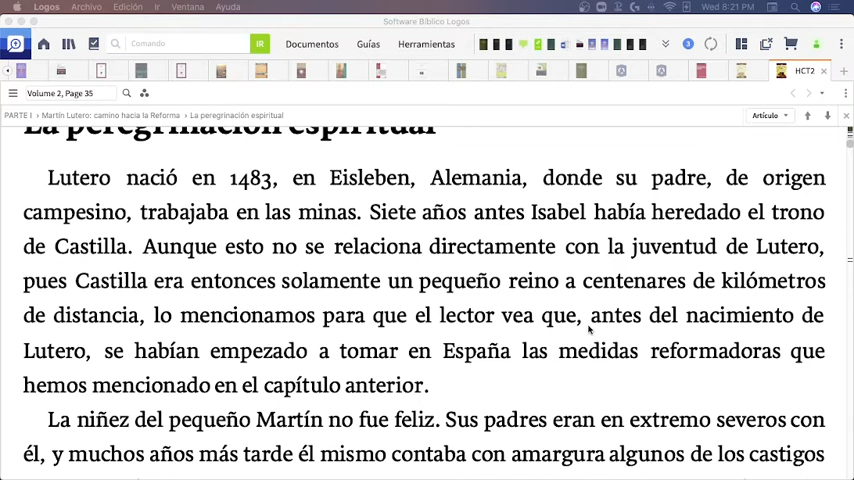 Logos Edición Ver Ir Ventana Ayuda Wed 8:21 PM
Software Bíblico Logos
Comando IR Documentos Guías Herramientas 3
HCT2
Volume 2, Page 35
PARTE I › Martín Lutero: camino hacia la Reforma › La peregrinación espiritual Artículo
La peregrinación espiritual
Lutero nació en 1483, en Eisleben, Alemania, donde su padre, de origen
campesino, trabajaba en las minas. Siete años antes Isabel había heredado el trono
de Castilla. Aunque esto no se relaciona directamente con la juventud de Lutero,
pues Castilla era entonces solamente un pequeño reino a centenares de kilómetros
de distancia, lo mencionamos para que el lector vea que, antes del nacimiento de
Lutero, se habían empezado a tomar en España las medidas reformadoras que
hemos mencionado en el capítulo anterior.
La niñez del pequeño Martín no fue feliz. Sus padres eran en extremo severos con
él, y muchos años más tarde él mismo contaba con amargura algunos de los castigos